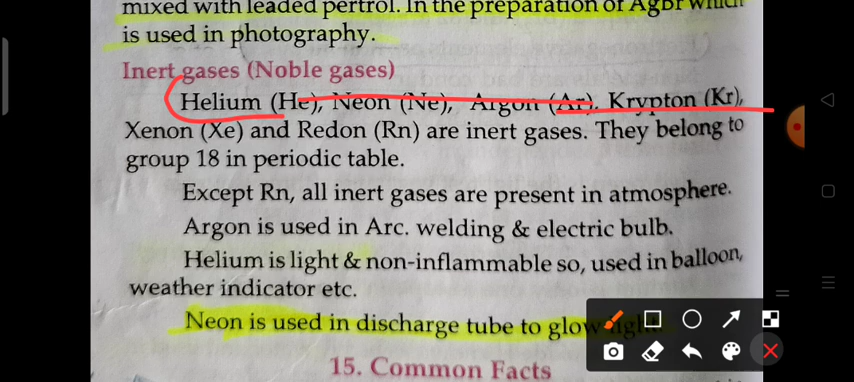 mixed with leaded pertrol. In the preparation of AgBr which
is used in photography.
Inert gases (Noble gases)
Helium (He), Neon (Ne), Argon (Ar), Krypton (Kr),
Xenon (Xe) and Redon (Rn) are inert gases. They belong to
group 18 in periodic table.
Except Rn, all inert gases are present in atmosphere.
Argon is used in Arc. welding & electric bulb.
Helium is light & non-inflammable so, used in balloon,
weather indicator etc.
Neon is used in discharge tube to glow light
15. Common Facts